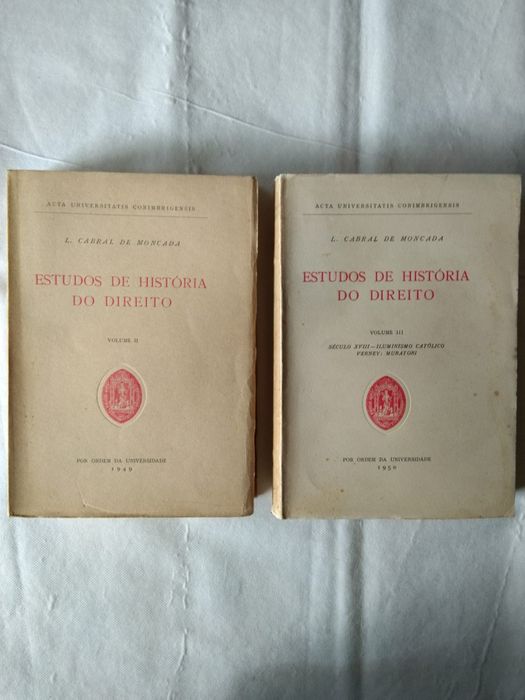 ACTA UNIVERSITATIS CONIMBRIGENSIS
L. CABRAL DE MONCADA
ESTUDOS DE HISTÓRIA
DO DIREITO
VOLUME II
POR ORDEM DA UNIVERSIDADE
1949
ACTA UNIVERSITATIS CONIMBRIGENSIS
L. CABRAL DE MONCADA
ESTUDOS DE HISTÓRIA
DO DIREITO
VOLUME III
SÉCULO XVIII — ILUMINISMO CATÓLICO
VERNEY: MURATORI
POR ORDEM DA UNIVERSIDADE
1950